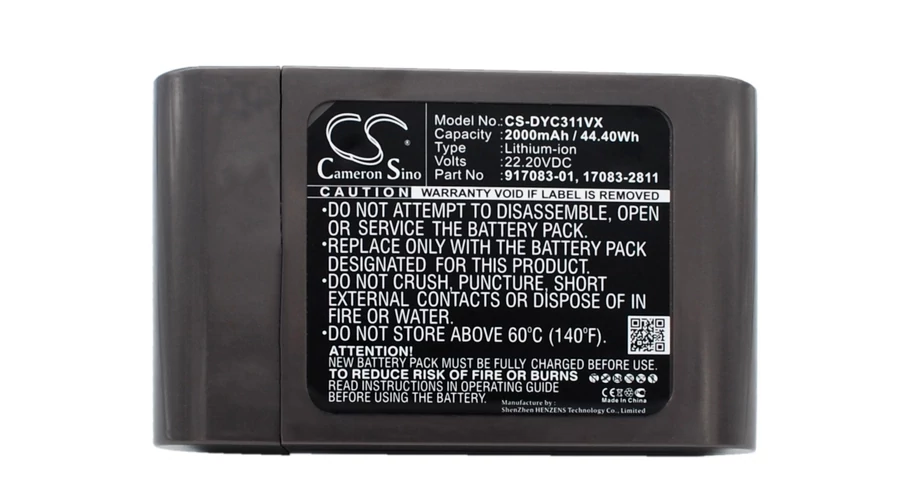 CS
®
Cameron Sino
Model No.:CS-DYC311VX
Capacity :2000mAh / 44.40Wh
Type :Lithium-ion
Volts :22.20VDC
Part No :917083-01, 17083-2811
CAUTION WARRANTY VOID IF LABEL IS REMOVED
•DO NOT ATTEMPT TO DISASSEMBLE, OPEN
OR SERVICE THE BATTERY PACK.
•REPLACE ONLY WITH THE BATTERY PACK
DESIGNATED FOR THIS PRODUCT.
•DO NOT CRUSH, PUNCTURE, SHORT
EXTERNAL CONTACTS OR DISPOSE OF IN
FIRE OR WATER.
•DO NOT STORE ABOVE 60°C (140°F).
ATTENTION!
NEW BATTERY PACK MUST BE FULLY CHARGED BEFORE USE.
TO REDUCE RISK OF FIRE OR BURNS
READ INSTRUCTIONS IN OPERATING GUIDE
BEFORE USING THE BATTERY.
CE
Made In China
Manufacture by :
ShenZhen HENZENS Technology Co., Limited